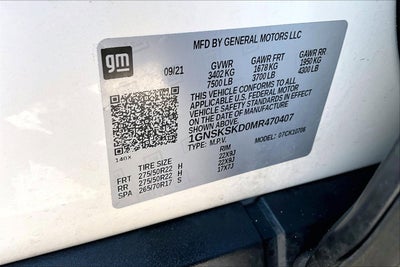 gm
MFD BY GENERAL MOTORS LLC
09/21
GVWR GAWR FRT GAWR RR
3402 KG 1678 KG 1950 KG
7500 LB 3700 LB 4300 LB
THIS VEHICLE CONFORMS TO ALL
APPLICABLE U.S. FEDERAL MOTOR
VEHICLE SAFETY STANDARDS IN EFFECT
ON THE DATE OF MANUFACTURE
SHOWN ABOVE.
1GNSKSKD0MR470407
TYPE: M.P.V. MODEL: 07CK10706
140X
TIRE SIZE RIM
FRT 275/50R22 H 22X9J
RR 275/50R22 H 22X9J
SPA 265/70R17 S 17X7J